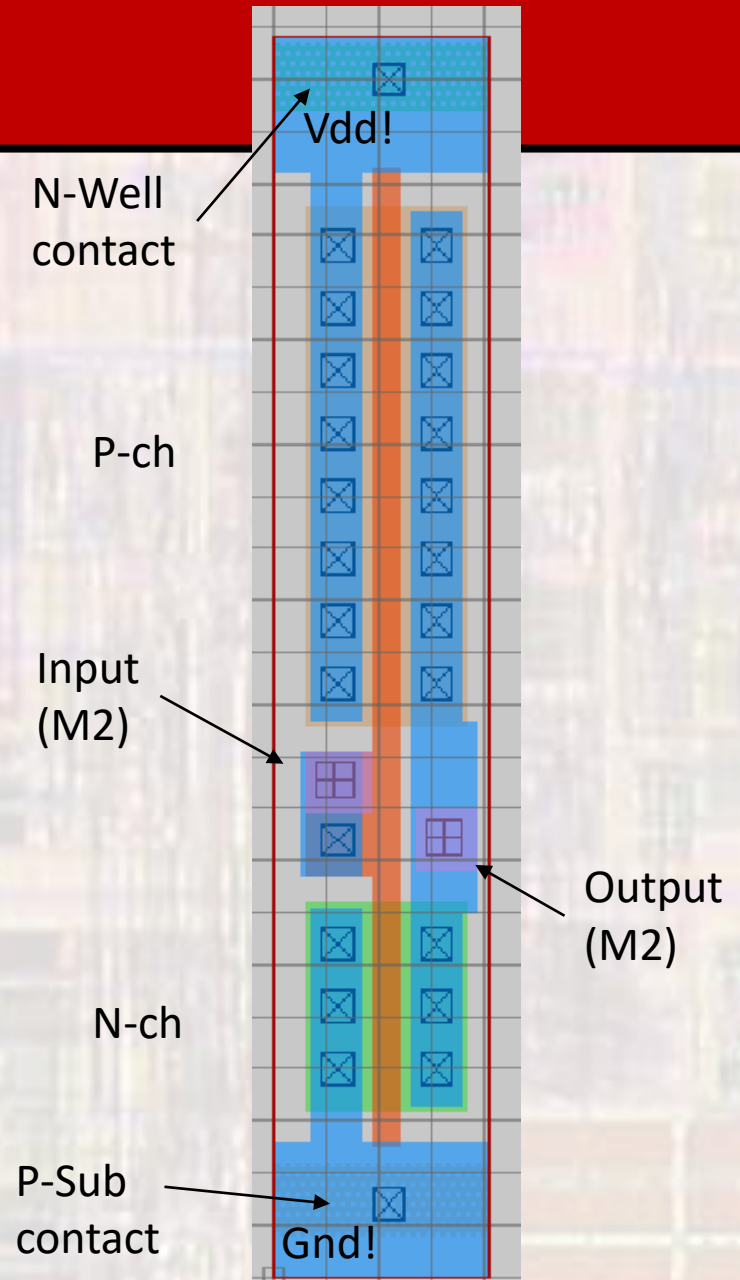 Vdd!
N-Well
contact
P-ch
Input
(M2)
Output
(M2)
N-ch
P-Sub
contact
Gnd!